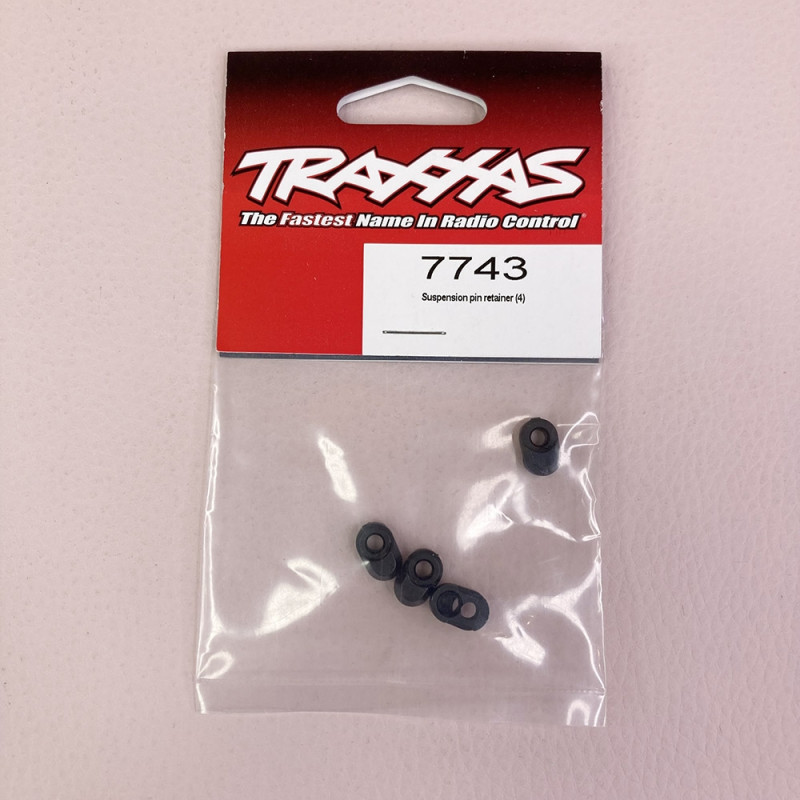 TRAXXAS
The Fastest Name In Radio Control®
7743
Suspension pin retainer (4)